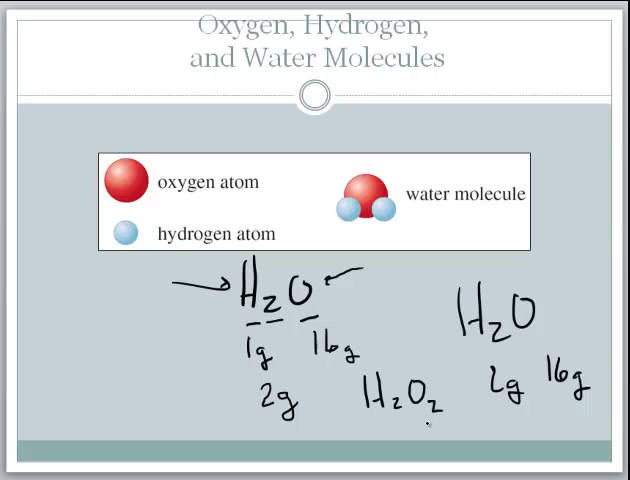 Oxygen, Hydrogen,
and Water Molecules
oxygen atom
water molecule
hydrogen atom
H₂O
H₂O
1g 16g
2g
H₂O₂
2g 16g